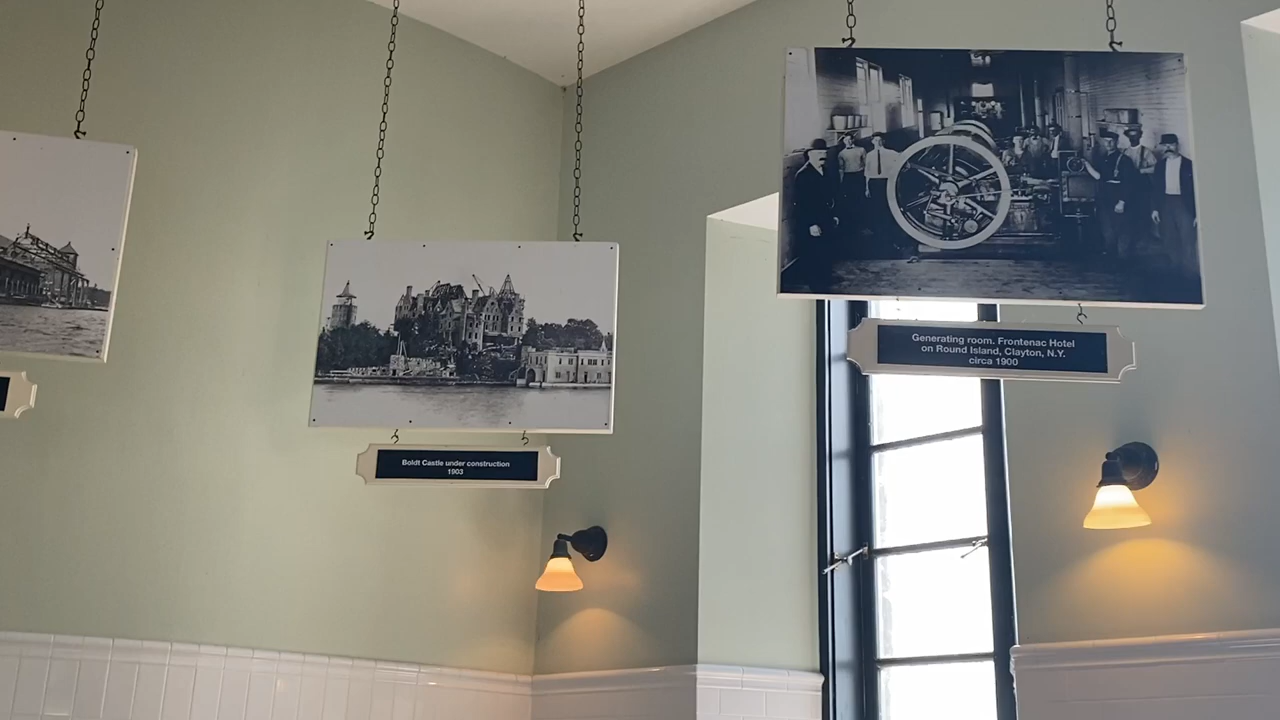 Boldt Castle under construction
1903
Generating room. Frontenac Hotel
on Round Island, Clayton, N.Y.
circa 1900